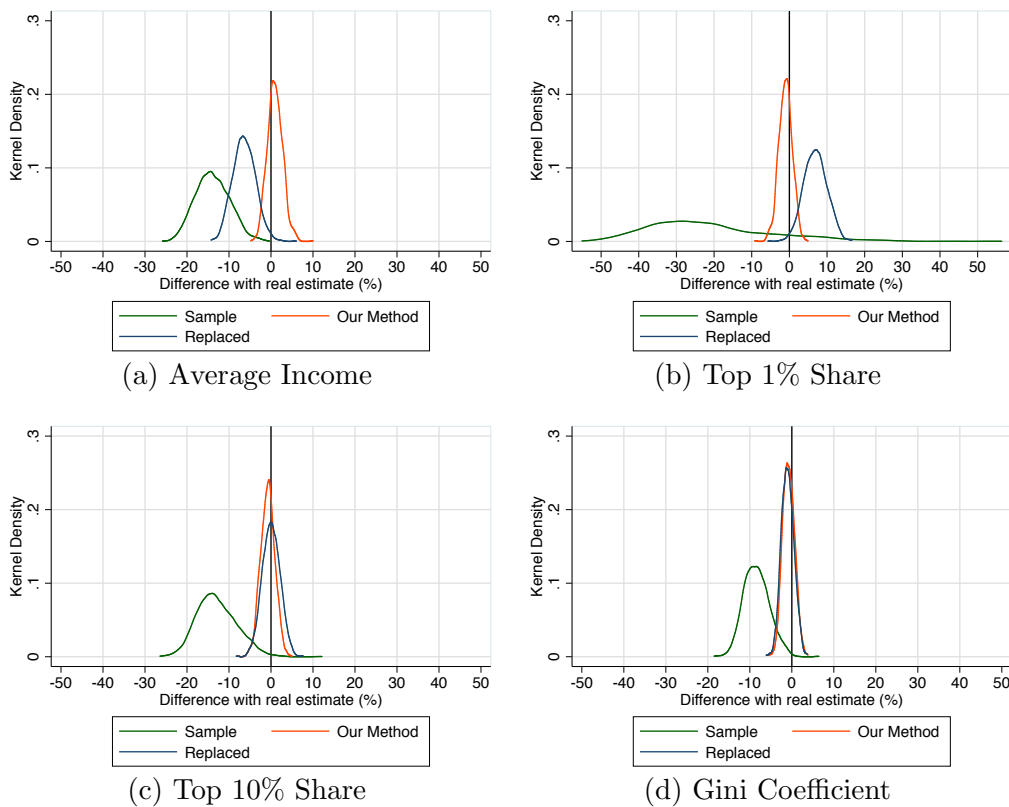 Kernel Density
0 .1 .2 .3
-50 -40 -30 -20 -10 0 10 20 30 40 50
Difference with real estimate (%)
Sample Our Method
Replaced
(a) Average Income
Kernel Density
0 .1 .2 .3
-50 -40 -30 -20 -10 0 10 20 30 40 50
Difference with real estimate (%)
Sample Our Method
Replaced
(b) Top 1% Share
Kernel Density
0 .1 .2 .3
-50 -40 -30 -20 -10 0 10 20 30 40 50
Difference with real estimate (%)
Sample Our Method
Replaced
(c) Top 10% Share
Kernel Density
0 .1 .2 .3
-50 -40 -30 -20 -10 0 10 20 30 40 50
Difference with real estimate (%)
Sample Our Method
Replaced
(d) Gini Coefficient